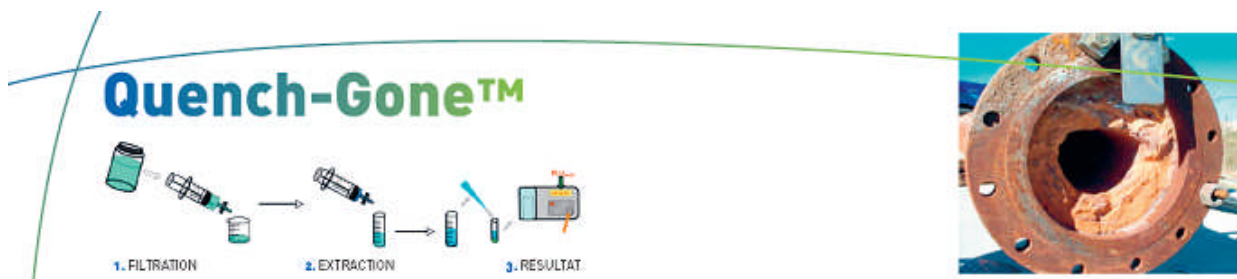 Quench-Gone™
1. FILTRATION
2. EXTRACTION
3. RESULTAT